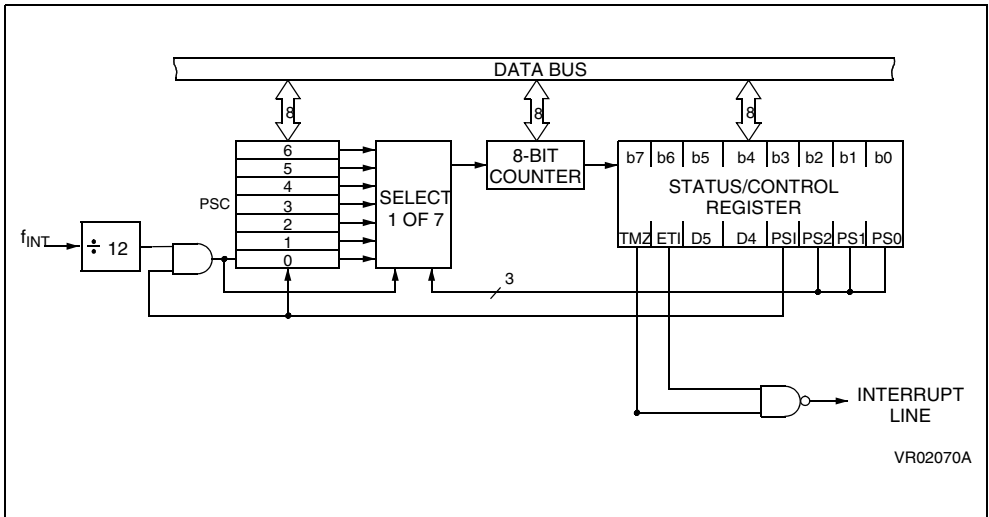 DATA BUS
8
8
8
6
5
4
3
2
1
0
PSC
SELECT
1 OF 7
8-BIT
COUNTER
b7 b6 b5 b4 b3 b2 b1 b0
STATUS/CONTROL
REGISTER
TMZ ETI D5 D4 PSI PS2 PS1 PS0
fINT
÷ 12
3
INTERRUPT
LINE
VR02070A